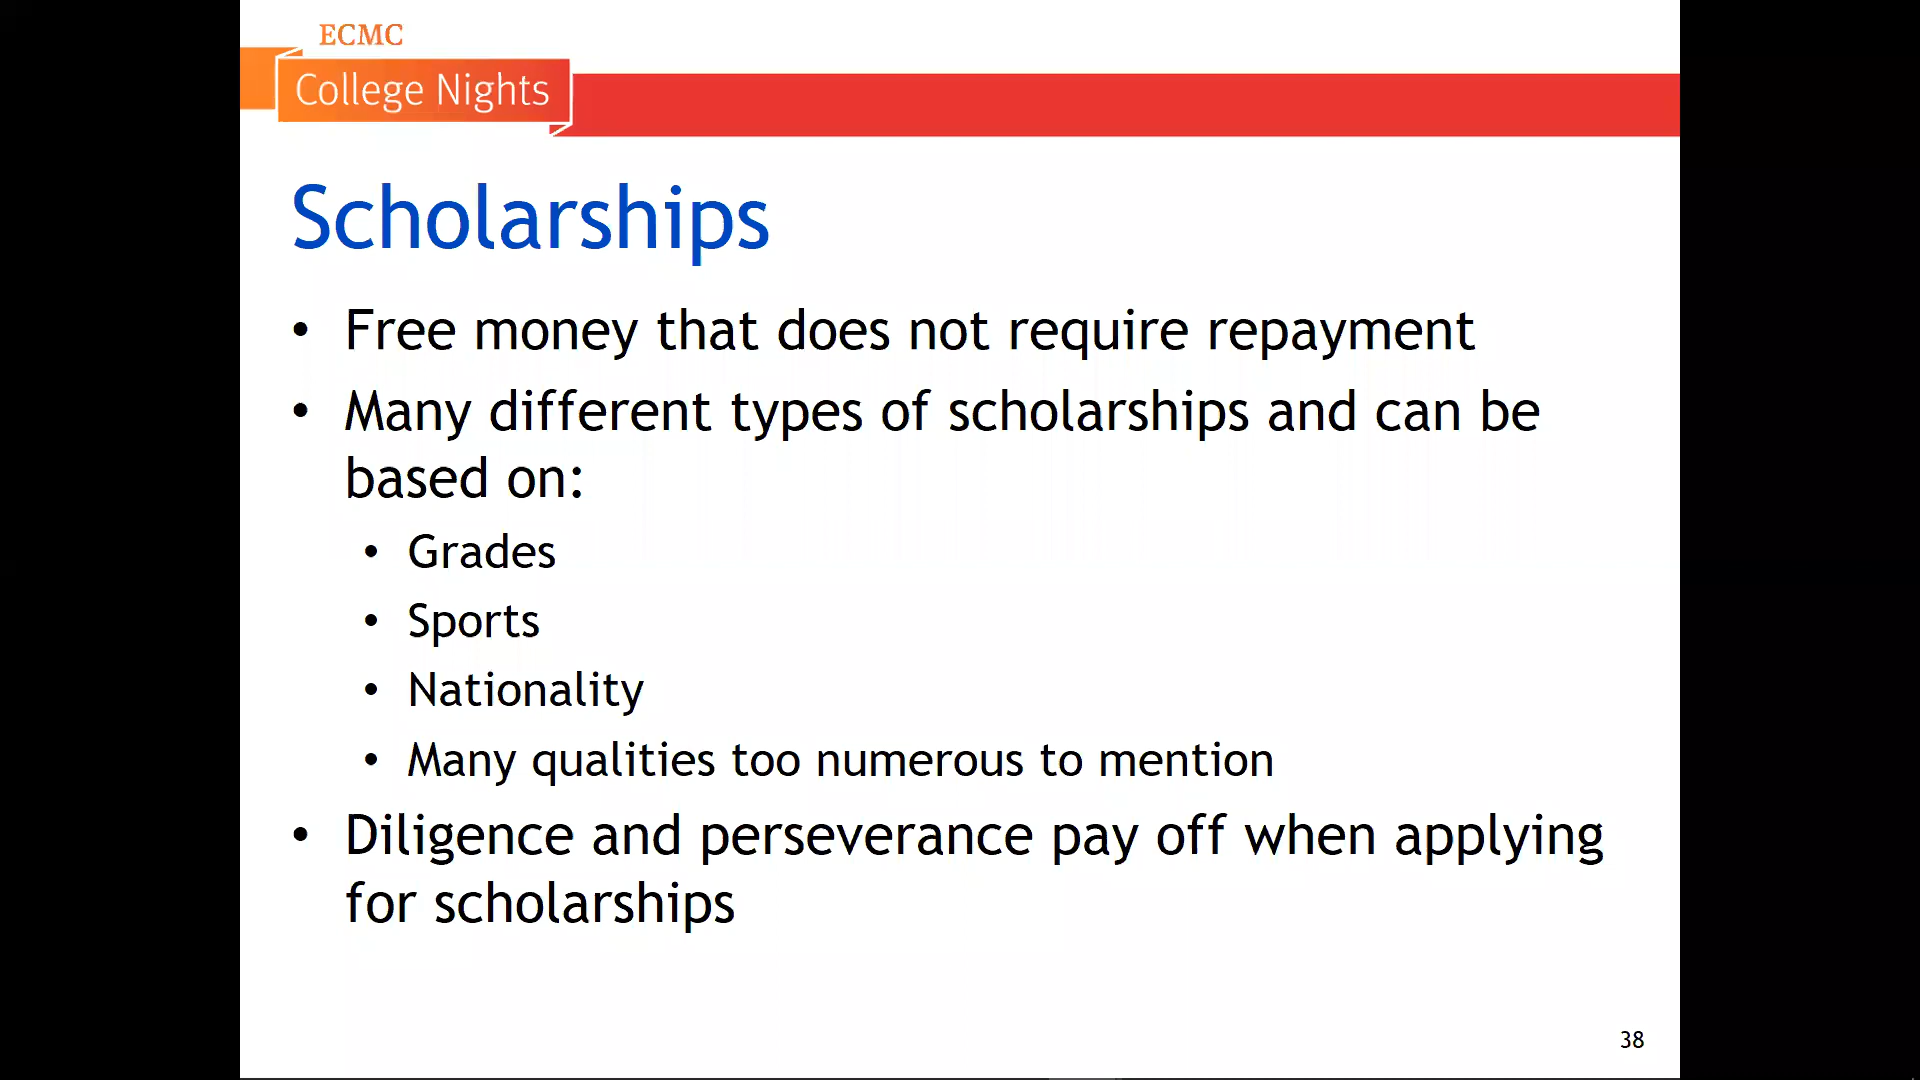 ECMC
College Nights
Scholarships
• Free money that does not require repayment
• Many different types of scholarships and can be
based on:
• Grades
• Sports
• Nationality
• Many qualities too numerous to mention
• Diligence and perseverance pay off when applying
for scholarships
38